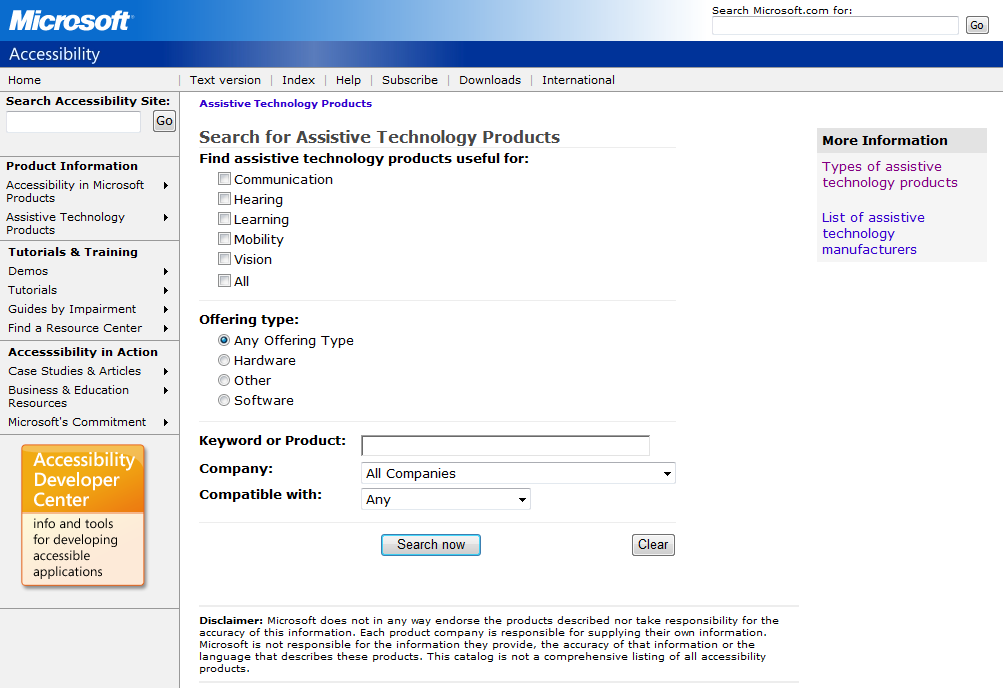 Microsoft
Search Microsoft.com for:
Go
Accessibility
Home
Text version | Index | Help | Subscribe | Downloads | International
Search Accessibility Site:
Go
Product Information
Accessibility in Microsoft
Products
Assistive Technology
Products
Tutorials & Training
Demos
Tutorials
Guides by Impairment
Find a Resource Center
Accesssibility in Action
Case Studies & Articles
Business & Education
Resources
Microsoft's Commitment
Accessibility
Developer
Center
info and tools
for developing
accessible
applications
Assistive Technology Products
Search for Assistive Technology Products
Find assistive technology products useful for:
Communication
Hearing
Learning
Mobility
Vision
All
Offering type:
Any Offering Type
Hardware
Other
Software
Keyword or Product:
Company:
All Companies
Compatible with:
Any
Search now
Clear
More Information
Types of assistive
technology products
List of assistive
technology
manufacturers
Disclaimer: Microsoft does not in any way endorse the products described nor take responsibility for the
accuracy of this information. Each product company is responsible for supplying their own information.
Microsoft is not responsible for the information they provide, the accuracy of that information or the
language that describes these products. This catalog is not a comprehensive listing of all accessibility
products.